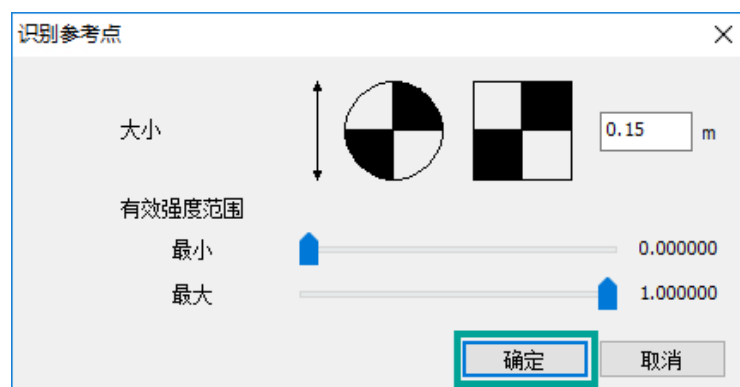 识别参考点
大小 0.15 m
有效强度范围
最小 0.000000
最大 1.000000
确定 取消